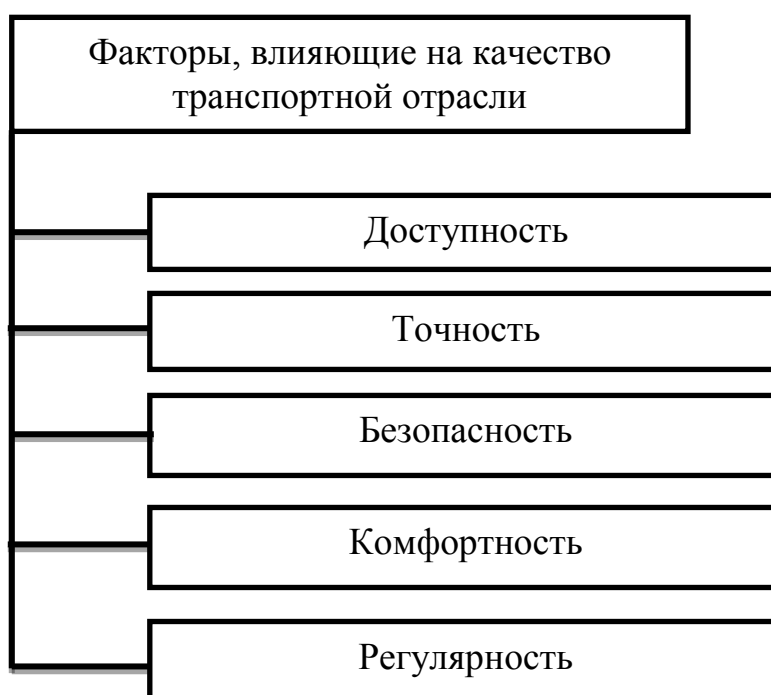 Факторы, влияющие на качество
транспортной отрасли
Доступность
Точность
Безопасность
Комфортность
Регулярность